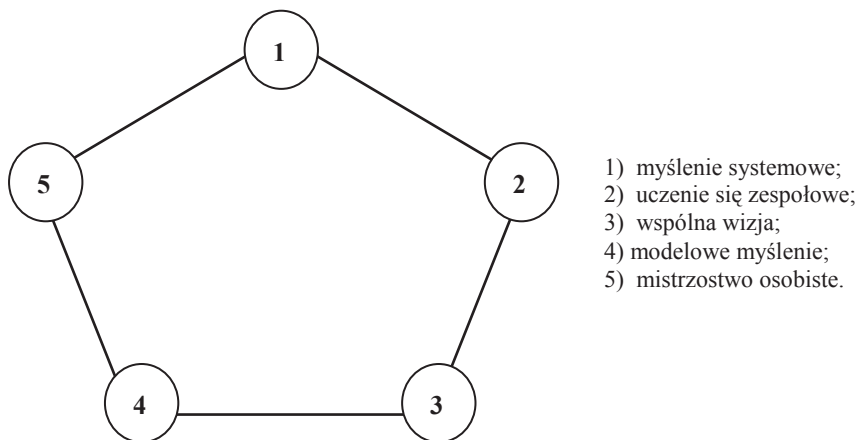 1
5
2
4
3
1) myślenie systemowe;
2) uczenie się zespołowe;
3) wspólna wizja;
4) modelowe myślenie;
5) mistrzostwo osobiste.